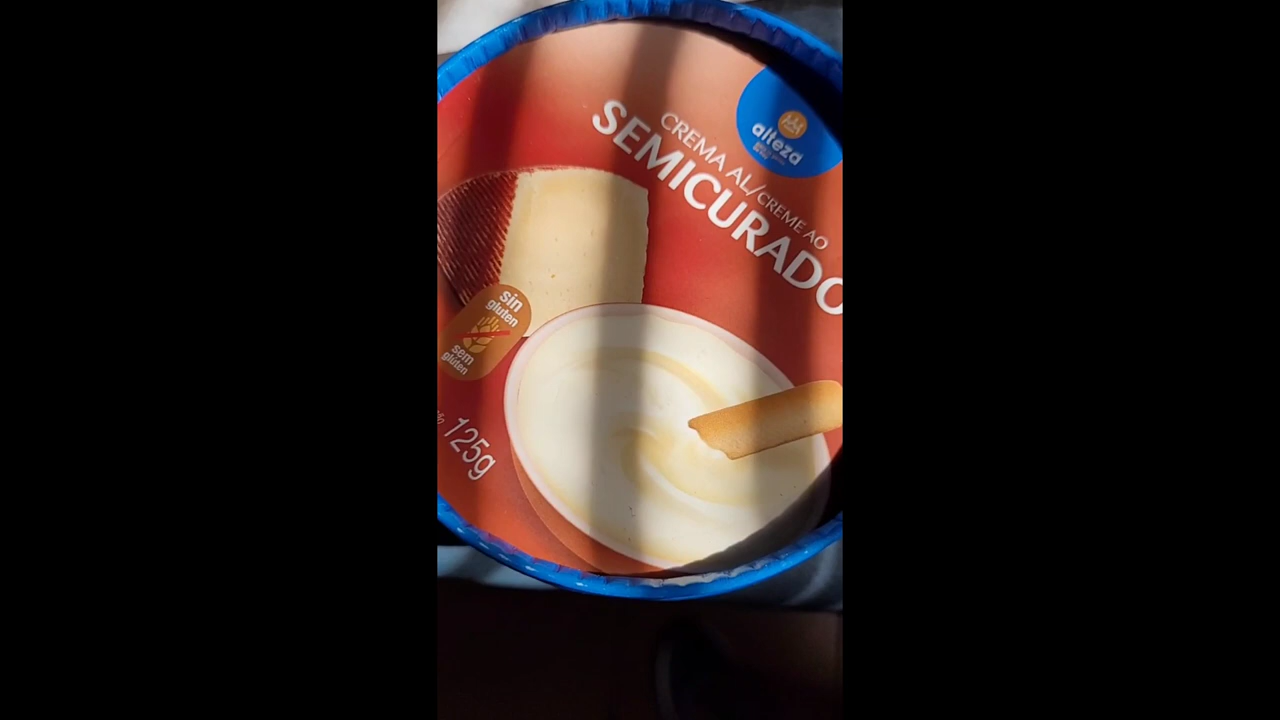 alteza
CREMA AL/CREME AO
SEMICURADO
sin
gluten
sem
glúten
125g